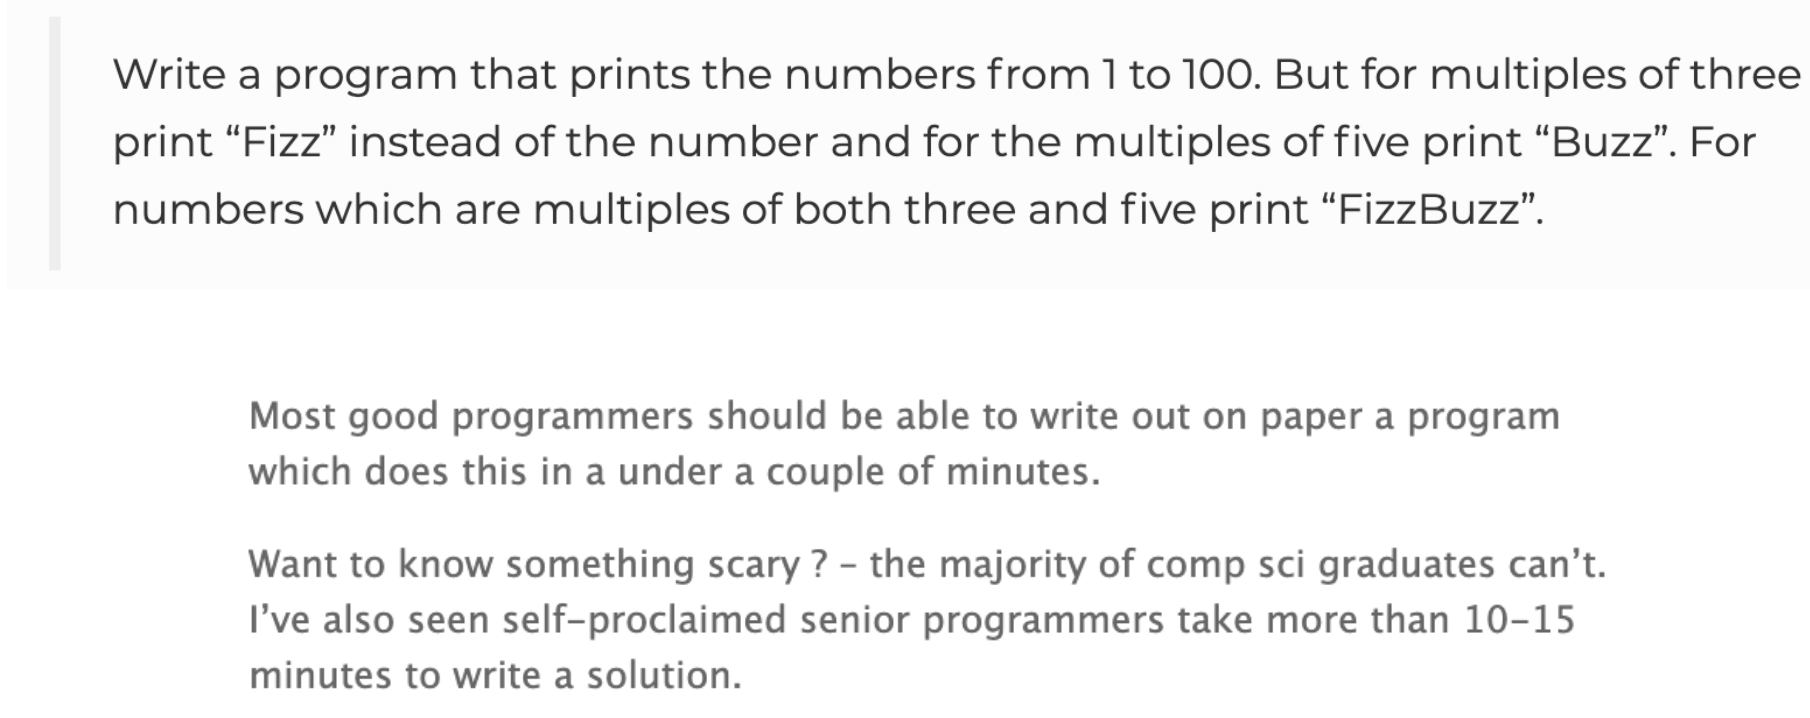 Write a program that prints the numbers from 1 to 100. But for multiples of three
print “Fizz” instead of the number and for the multiples of five print “Buzz”. For
numbers which are multiples of both three and five print “FizzBuzz”.
Most good programmers should be able to write out on paper a program
which does this in a under a couple of minutes.
Want to know something scary ? – the majority of comp sci graduates can’t.
I’ve also seen self-proclaimed senior programmers take more than 10-15
minutes to write a solution.